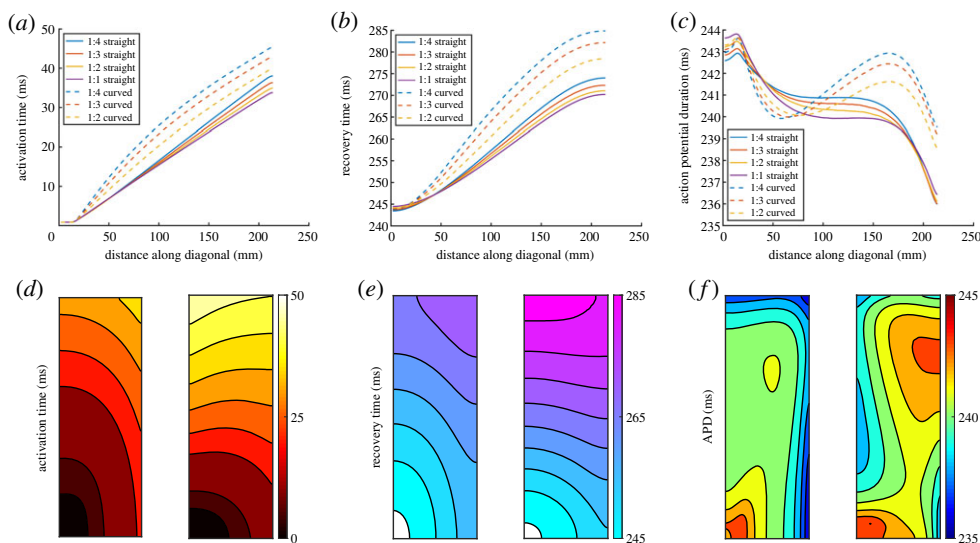 (a)
50
40
30
20
10
0
50
100
150
200
250
activation time (ms)
distance along diagonal (mm)
1:4 straight
1:3 straight
1:2 straight
1:1 straight
1:4 curved
1:3 curved
1:2 curved
(b)
285
280
275
270
265
260
255
250
245
240
0
50
100
150
200
250
recovery time (ms)
distance along diagonal (mm)
1:4 straight
1:3 straight
1:2 straight
1:1 straight
1:4 curved
1:3 curved
1:2 curved
(c)
244
243
241
242
240
239
238
237
236
235
0
50
100
150
200
250
action potential duration (ms)
distance along diagonal (mm)
1:4 straight
1:3 straight
1:2 straight
1:1 straight
1:4 curved
1:3 curved
1:2 curved
(d)
activation time (ms)
50
25
0
(e)
recovery time (ms)
285
265
245
(f)
APD (ms)
245
240
235